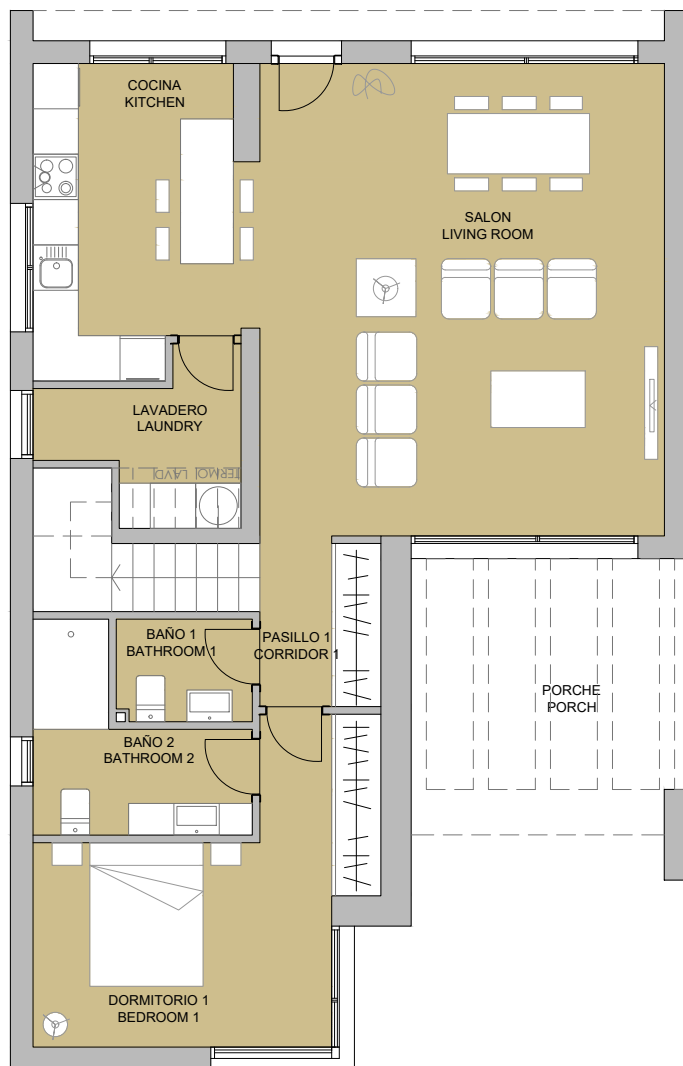 COCINA
KITCHEN
SALON
LIVING ROOM
LAVADERO
LAUNDRY
TERMO
LAVD
BAÑO 1
BATHROOM 1
PASILLO 1
CORRIDOR 1
PORCHE
PORCH
BAÑO 2
BATHROOM 2
DORMITORIO 1
BEDROOM 1